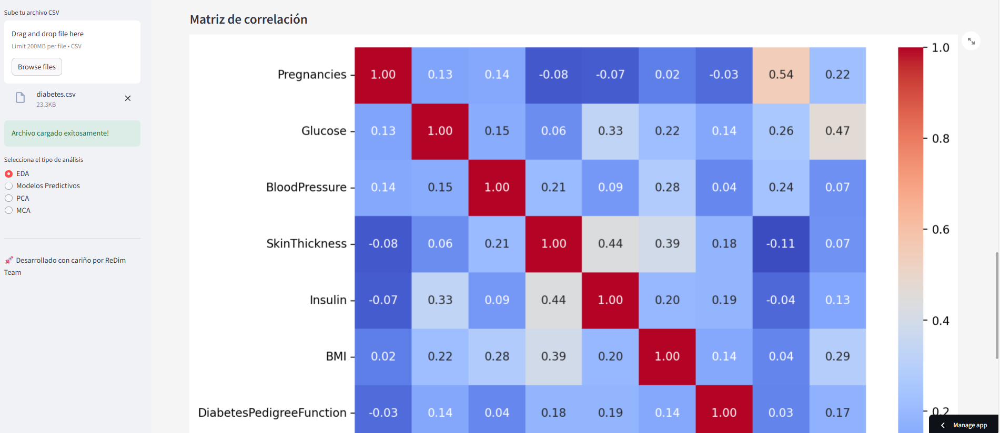 Sube tu archivo CSV
Drag and drop file here
Limit 200MB per file • CSV
Browse files
diabetes.csv
23.3KB
Archivo cargado exitosamente!
Selecciona el tipo de análisis
EDA
Modelos Predictivos
PCA
MCA
🚀 Desarrollado con cariño por ReDim
Team
Matriz de correlación
Pregnancies 1.00 0.13 0.14 -0.08 -0.07 0.02 -0.03 0.54 0.22
Glucose 0.13 1.00 0.15 0.06 0.33 0.22 0.14 0.26 0.47
BloodPressure 0.14 0.15 1.00 0.21 0.09 0.28 0.04 0.24 0.07
SkinThickness -0.08 0.06 0.21 1.00 0.44 0.39 0.18 -0.11 0.07
Insulin -0.07 0.33 0.09 0.44 1.00 0.20 0.19 -0.04 0.13
BMI 0.02 0.22 0.28 0.39 0.20 1.00 0.14 0.04 0.29
DiabetesPedigreeFunction -0.03 0.14 0.04 0.18 0.19 0.14 1.00 0.03 0.17
1.0
0.8
0.6
0.4
0.2
Manage app